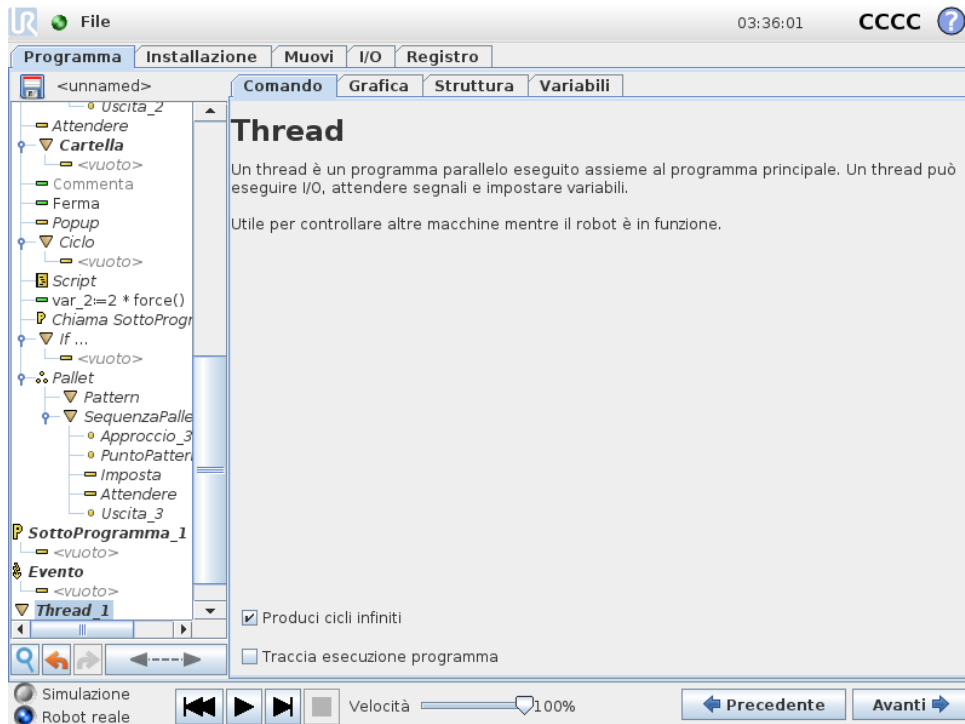 UR File 03:36:01 CCCC ?
Programma Installazione Muovi I/O Registro
<unnamed> Comando Grafica Struttura Variabili
Uscita_2
Attendere
Cartella
<vuoto>
Commenta
Ferma
Popup
Ciclo
<vuoto>
Script
var_2:=2 * force()
P Chiama SottoProgr
If ...
<vuoto>
Pallet
Pattern
SequenzaPalle
Approccio_3
PuntoPatter
Imposta
Attendere
Uscita_3
P SottoProgramma_1
<vuoto>
Evento
<vuoto>
Thread_1
Thread
Un thread è un programma parallelo eseguito assieme al programma principale. Un thread può
eseguire I/O, attendere segnali e impostare variabili.
Utile per controllare altre macchine mentre il robot è in funzione.
Produci cicli infiniti
Traccia esecuzione programma
Simulazione
Robot reale
Velocità 100%
Precedente Avanti